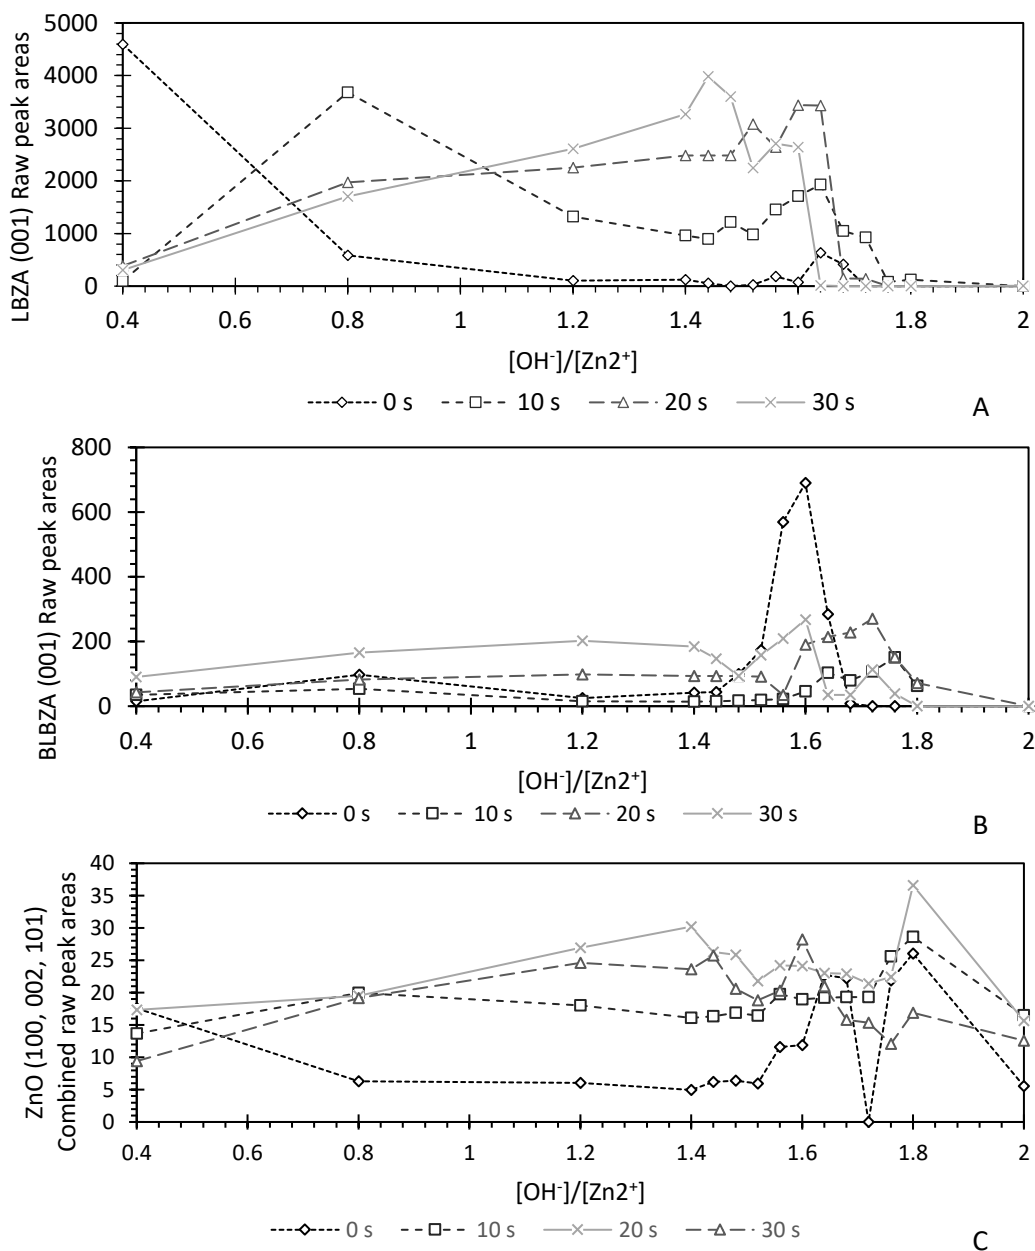 5000
4000
3000
2000
1000
0
LBZA (001) Raw peak areas
0.4 0.6 0.8 1 1.2 1.4 1.6 1.8 2
[OH-]/[Zn2+]
0 s 10 s 20 s 30 s
A
800
600
400
200
0
BLBZA (001) Raw peak areas
0.4 0.6 0.8 1 1.2 1.4 1.6 1.8 2
[OH-]/[Zn2+]
0 s 10 s 20 s 30 s
B
40
35
30
25
20
15
10
5
0
ZnO (100, 002, 101)
Combined raw peak areas
0.4 0.6 0.8 1 1.2 1.4 1.6 1.8 2
[OH-]/[Zn2+]
0 s 10 s 20 s 30 s
C